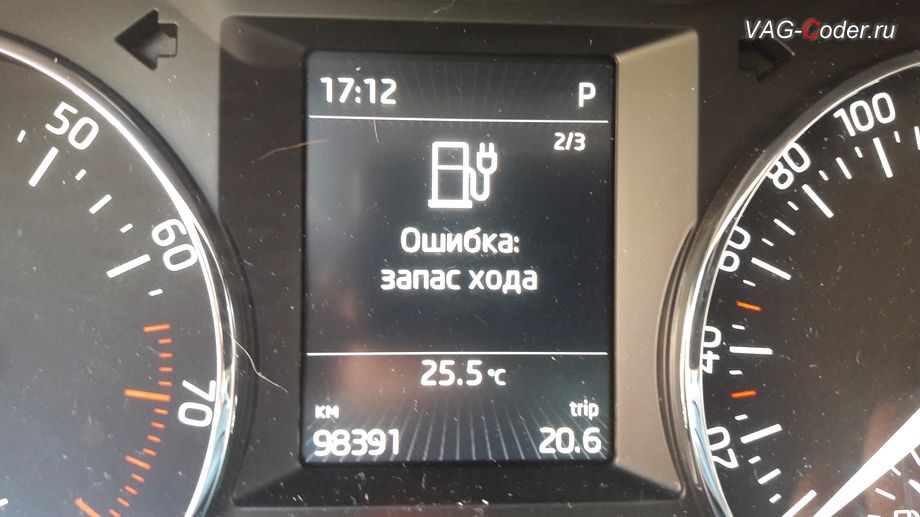 VAG-Coder.ru
17:12 P
2/3
Ошибка:
запас хода
25.5 °C
км trip
98391 20.6
50
60
70
100
80
60
40
20